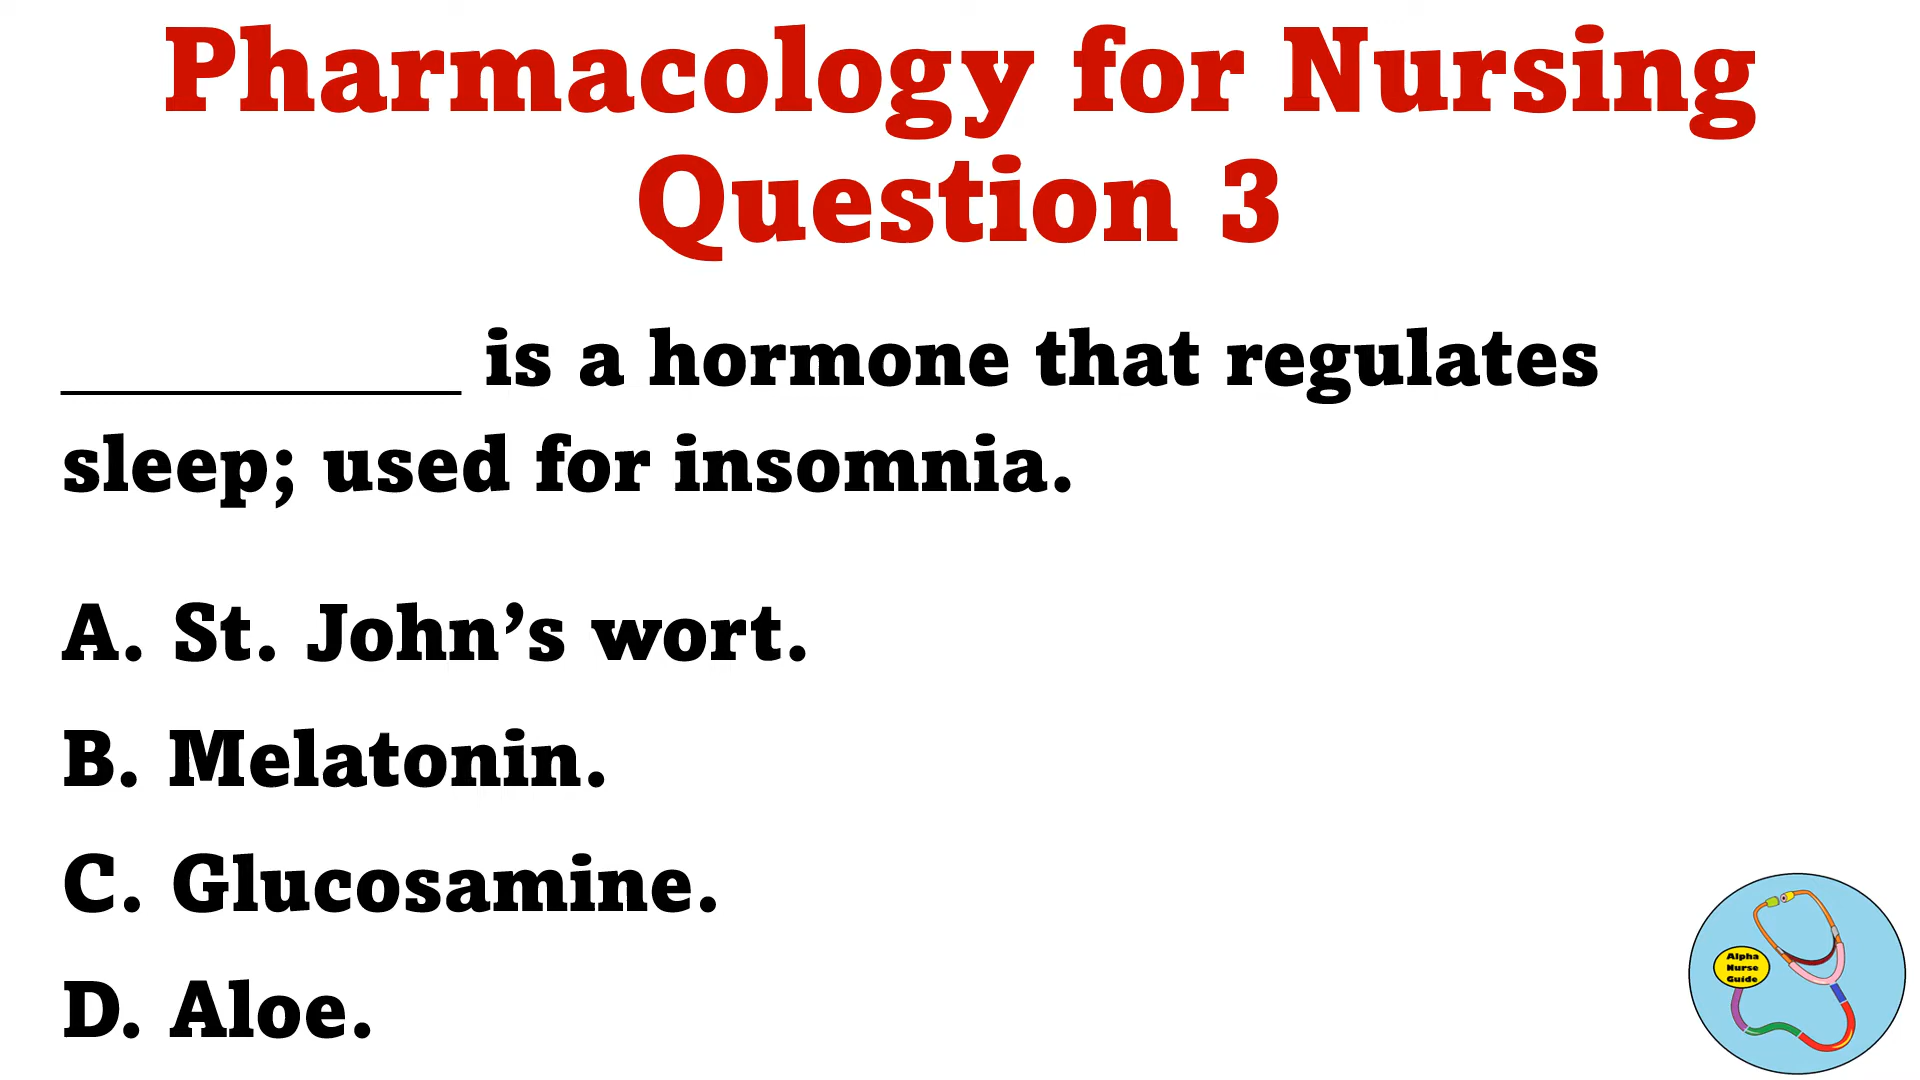 Pharmacology for Nursing
Question 3
__________ is a hormone that regulates
sleep; used for insomnia.
A. St. John’s wort.
B. Melatonin.
C. Glucosamine.
D. Aloe.
Alpha
Nurse
Guide